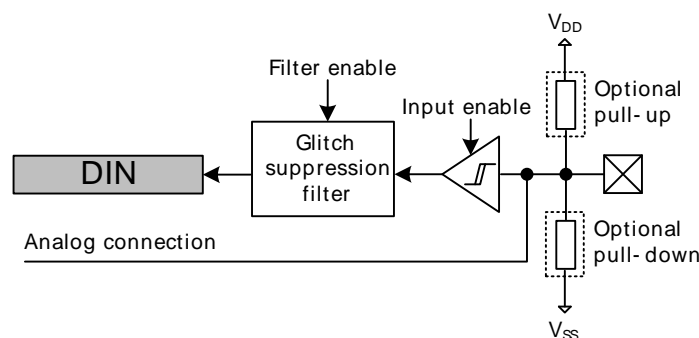 VDD
Filter enable
Optional
pull-up
Input enable
Glitch
suppression
filter
DIN
Analog connection
Optional
pull-down
VSS